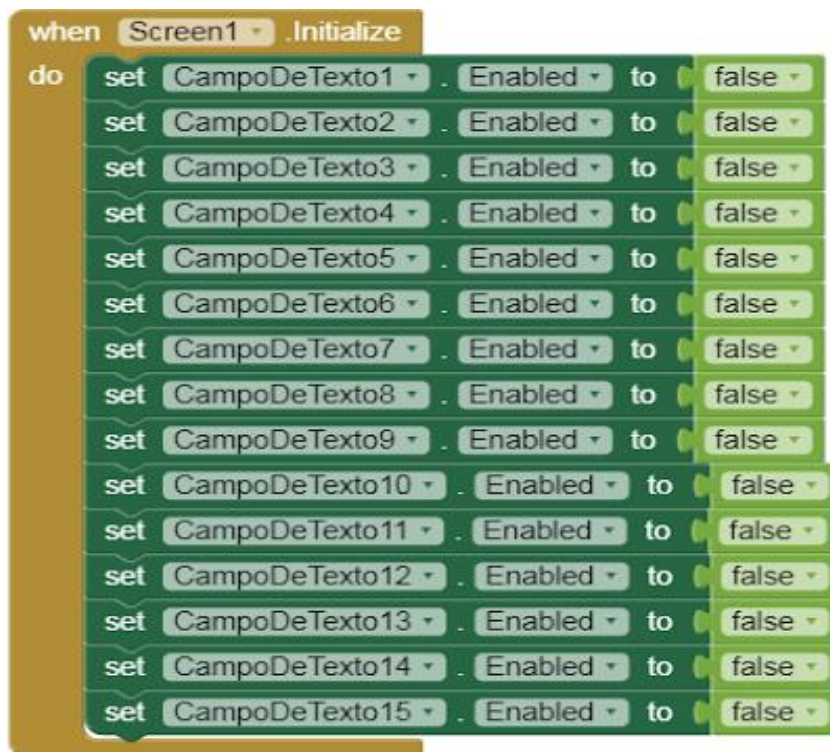 when Screen1 .Initialize
do set CampoDeTexto1 . Enabled to false
set CampoDeTexto2 . Enabled to false
set CampoDeTexto3 . Enabled to false
set CampoDeTexto4 . Enabled to false
set CampoDeTexto5 . Enabled to false
set CampoDeTexto6 . Enabled to false
set CampoDeTexto7 . Enabled to false
set CampoDeTexto8 . Enabled to false
set CampoDeTexto9 . Enabled to false
set CampoDeTexto10 . Enabled to false
set CampoDeTexto11 . Enabled to false
set CampoDeTexto12 . Enabled to false
set CampoDeTexto13 . Enabled to false
set CampoDeTexto14 . Enabled to false
set CampoDeTexto15 . Enabled to false